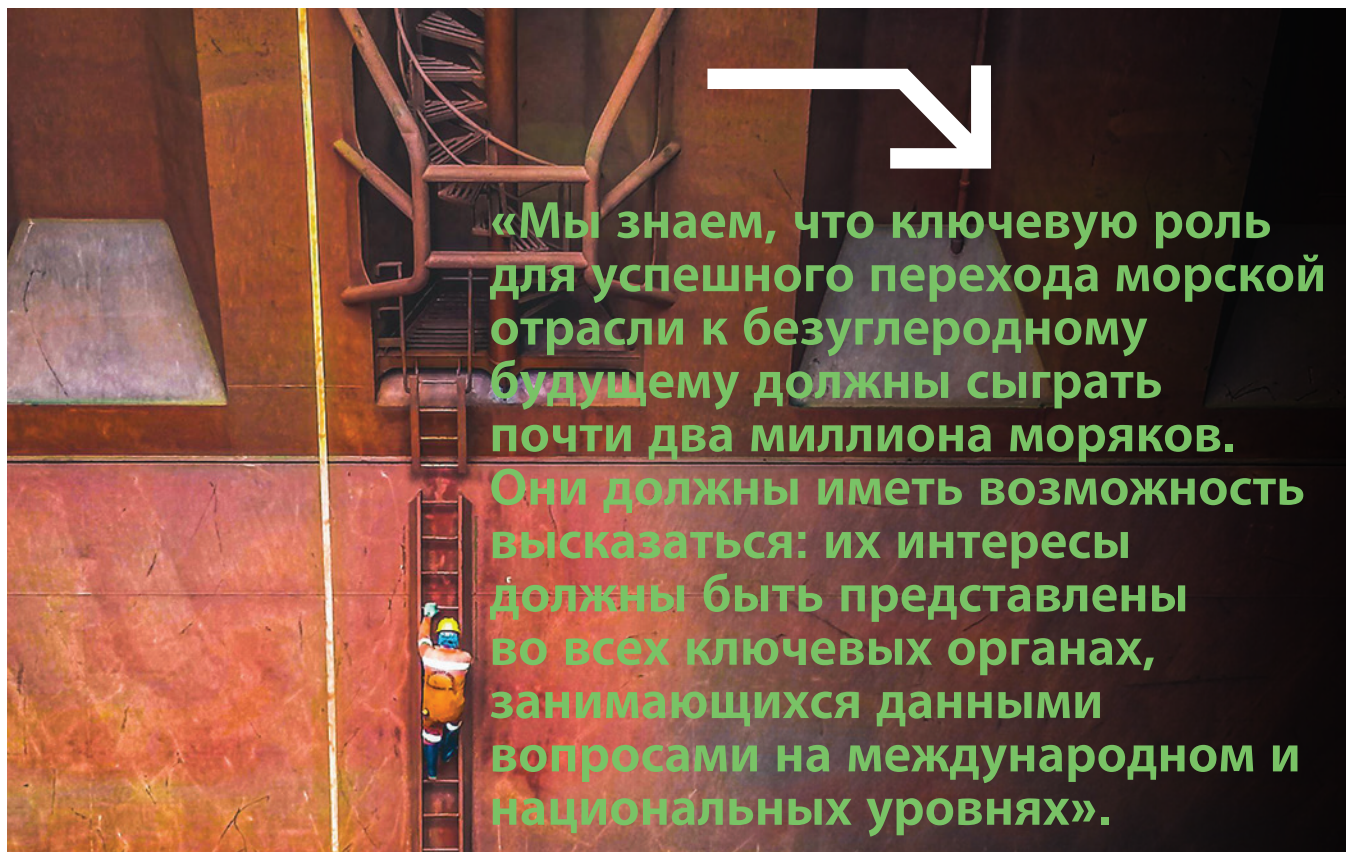 «Мы знаем, что ключевую роль
для успешного перехода морской
отрасли к безуглеродному
будущему должны сыграть
почти два миллиона моряков.
Они должны иметь возможность
высказаться: их интересы
должны быть представлены
во всех ключевых органах,
занимающихся данными
вопросами на международном и
национальных уровнях».